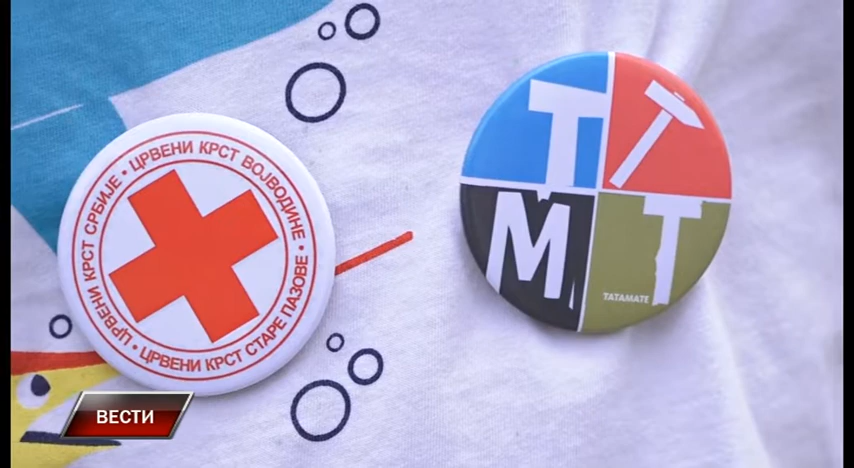 ЦРВЕНИ КРСТ СРБИЈЕ • ЦРВЕНИ КРСТ ВОЈВОДИНЕ • ЦРВЕНИ КРСТ СТАРЕ ПАЗОВЕ •
T
M T
TATAMATE
ВЕСТИ